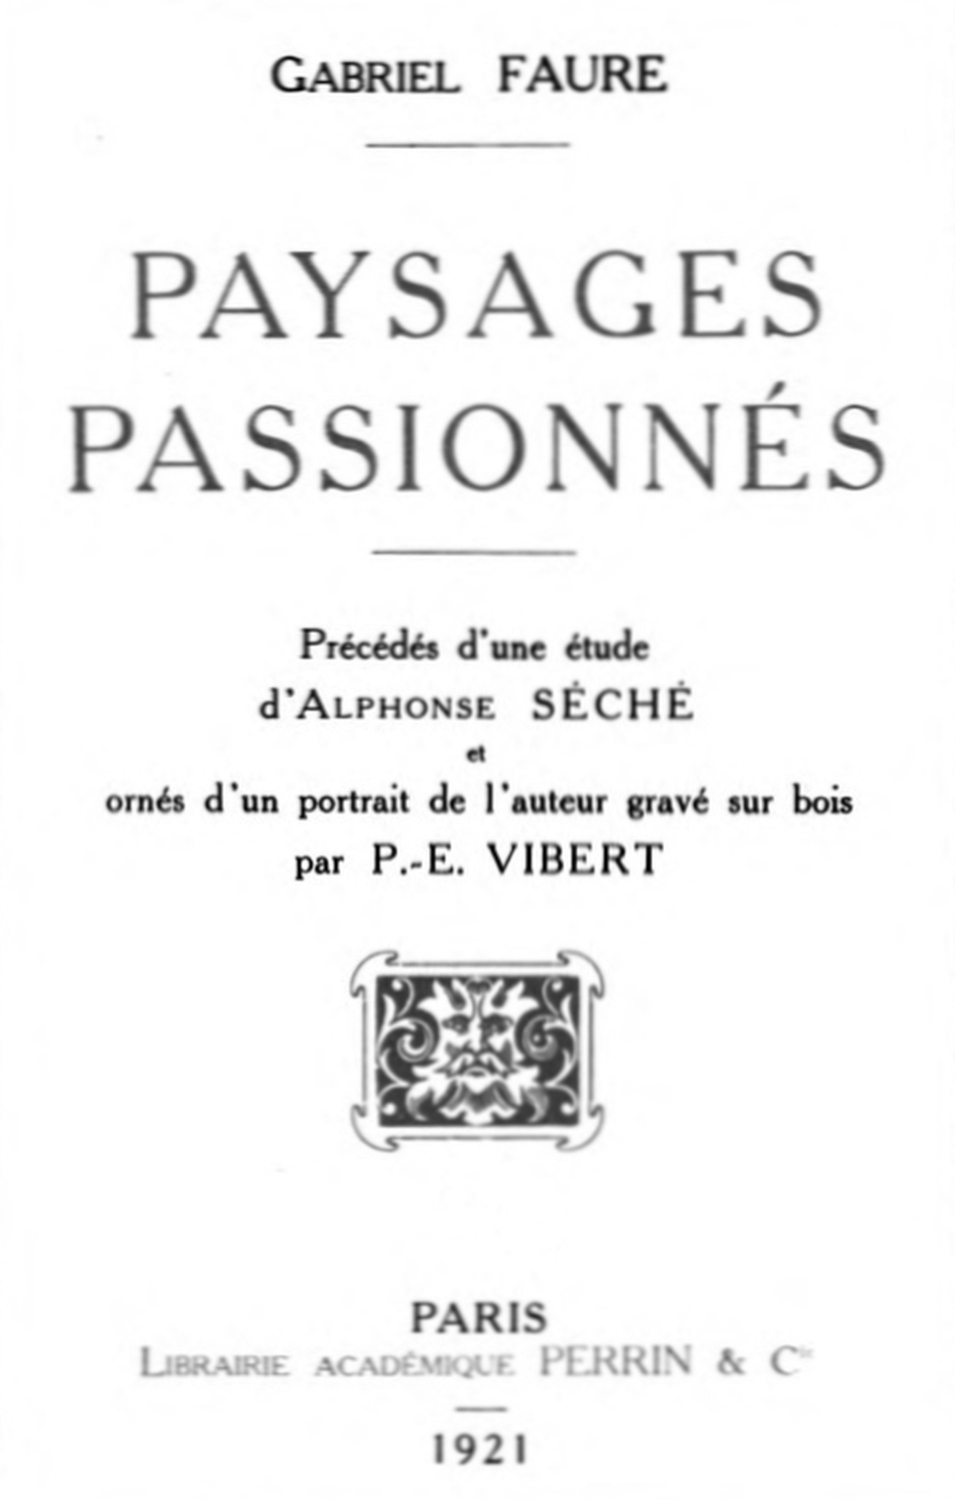 GABRIEL FAURE
PAYSAGES
PASSIONNÉS
Précédés d'une étude
d'ALPHONSE SÉCHÉ
et
ornés d'un portrait de l'auteur gravé sur bois
par P.-E. VIBERT
PARIS
LIBRAIRIE ACADÉMIQUE PERRIN & Cie
1921